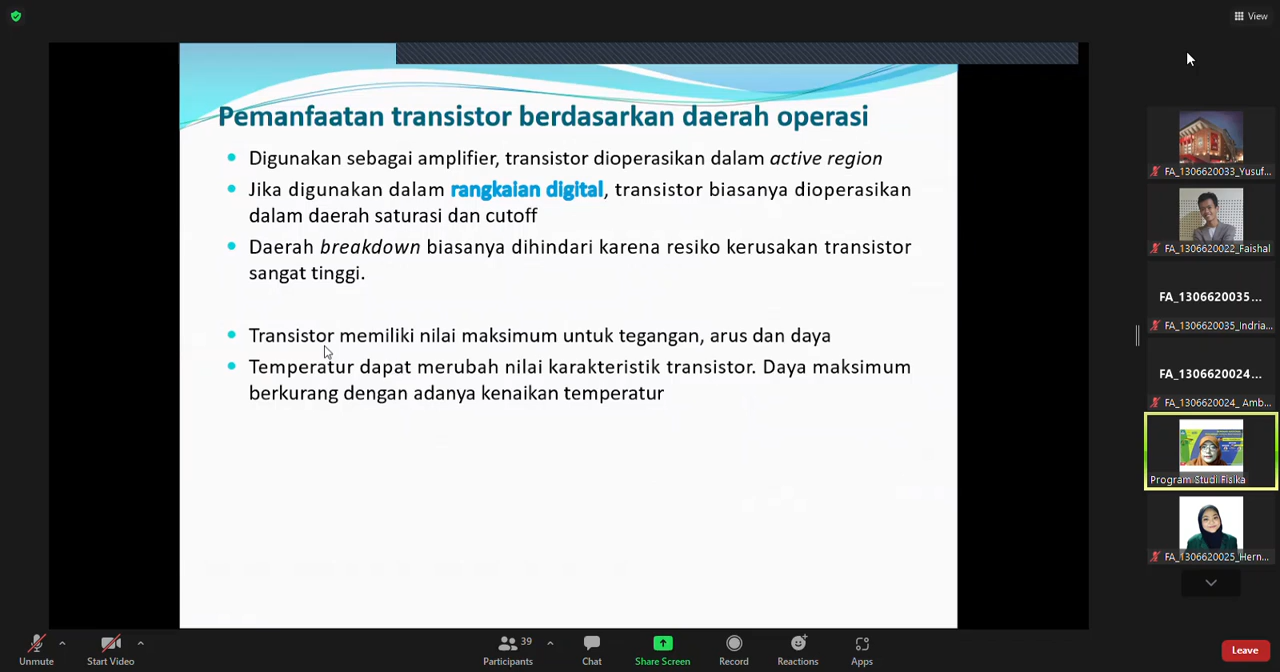 View
Pemanfaatan transistor berdasarkan daerah operasi
Digunakan sebagai amplifier, transistor dioperasikan dalam active region
Jika digunakan dalam rangkaian digital, transistor biasanya dioperasikan
dalam daerah saturasi dan cutoff
Daerah breakdown biasanya dihindari karena resiko kerusakan transistor
sangat tinggi.
Transistor memiliki nilai maksimum untuk tegangan, arus dan daya
Temperatur dapat merubah nilai karakteristik transistor. Daya maksimum
berkurang dengan adanya kenaikan temperatur
FA_1306620033_Yusuf...
FA_1306620022_Faishal
FA_1306620035...
FA_1306620035_Indria...
FA_1306620024...
FA_1306620024_ Amb...
Program Studi Fisika
FA_1306620025_Hern...
Unmute
Start Video
39
Participants
Chat
Share Screen
Record
Reactions
Apps
Leave